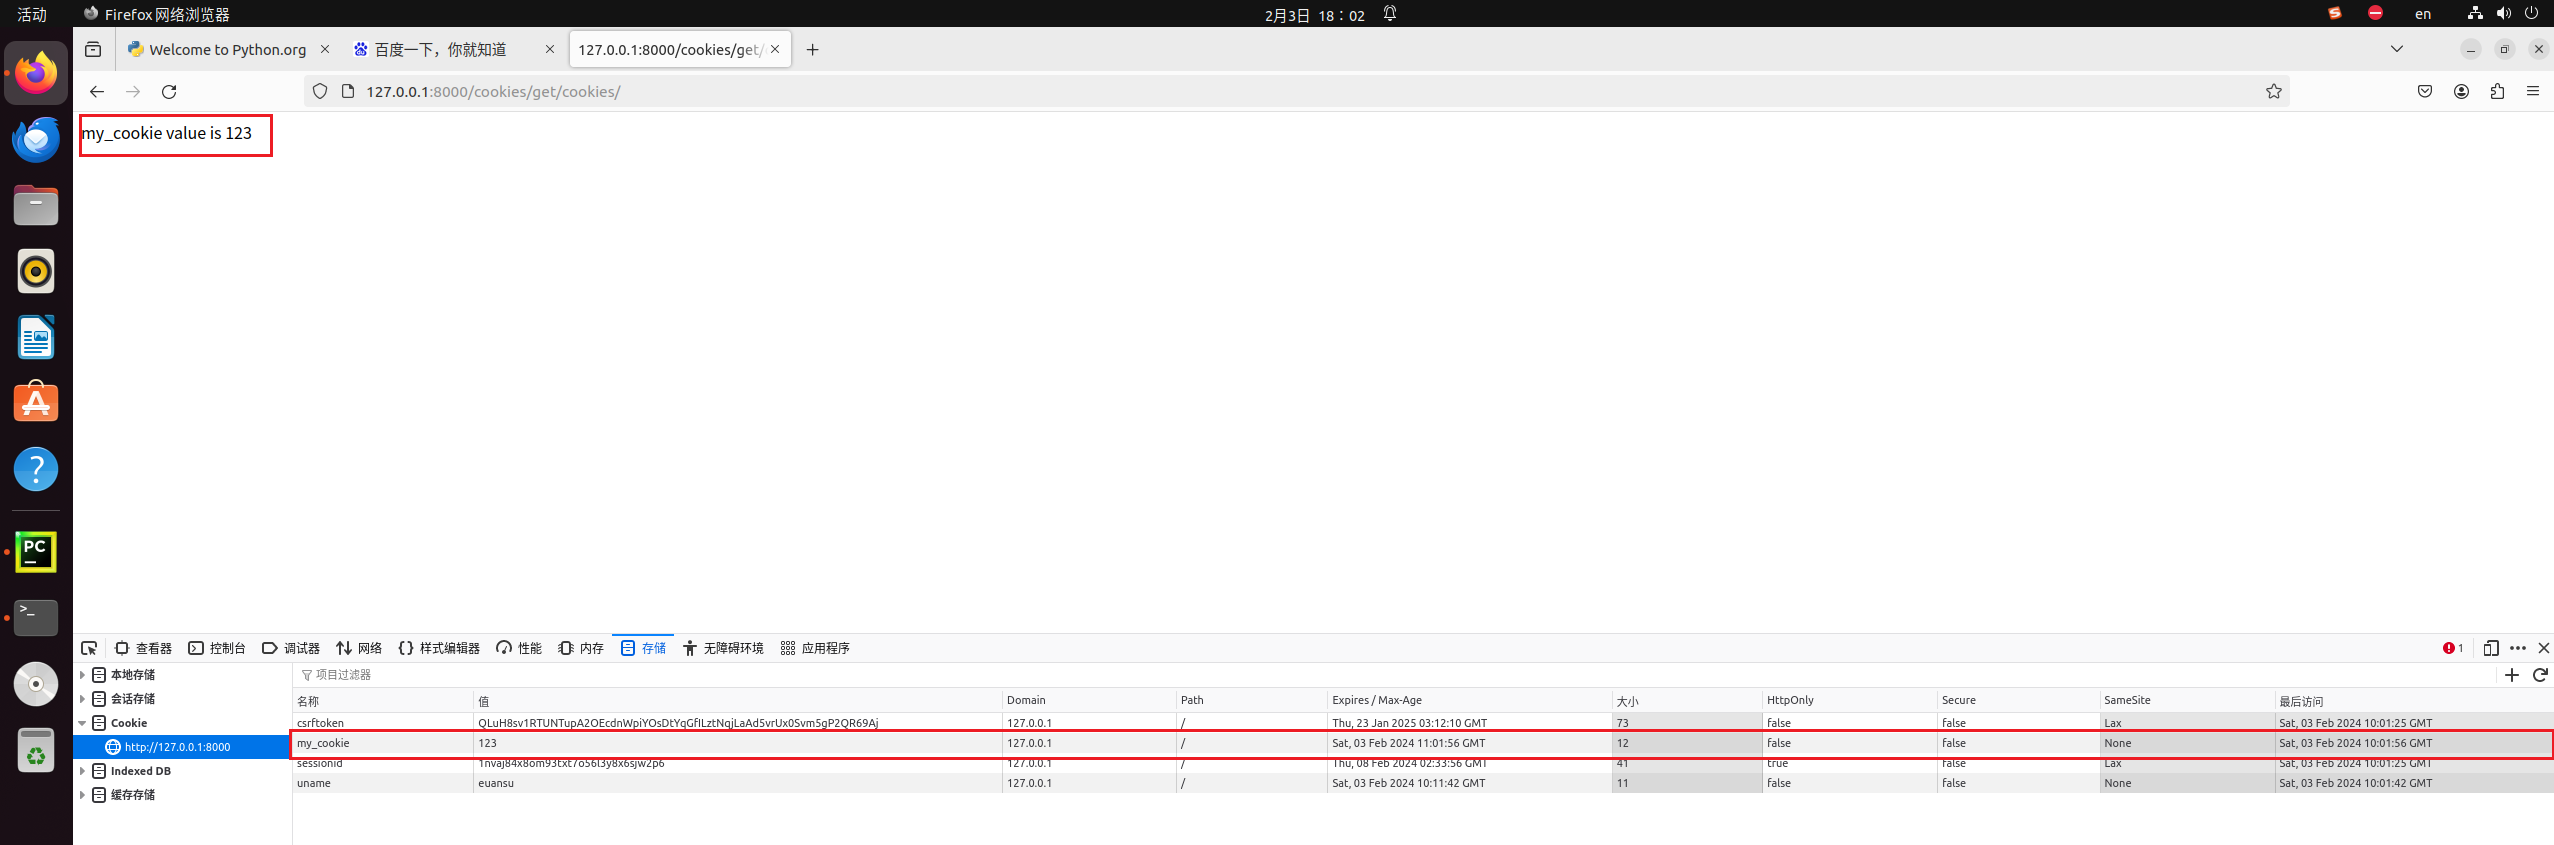 活动
Firefox 网络浏览器
2月3日 18：02
en
Welcome to Python.org
百度一下，你就知道
127.0.0.1:8000/cookies/get/
127.0.0.1:8000/cookies/get/cookies/
my_cookie value is 123
PC
>_
查看器
控制台
调试器
网络
样式编辑器
性能
内存
存储
无障碍环境
应用程序
1
本地存储
会话存储
Cookie
http://127.0.0.1:8000
Indexed DB
缓存存储
项目过滤器
名称 值 Domain Path Expires / Max-Age 大小 HttpOnly Secure SameSite 最后访问
csrftoken QLuH8sv1RTUNTupA2OEcdnWpiYOsDtYqGfILztNqjLaAd5vrUx0Svm5gP2QR69Aj 127.0.0.1 / Thu, 23 Jan 2025 03:12:10 GMT 73 false false Lax Sat, 03 Feb 2024 10:01:25 GMT
my_cookie 123 127.0.0.1 / Sat, 03 Feb 2024 11:01:56 GMT 12 false false None Sat, 03 Feb 2024 10:01:56 GMT
sessionid 1hvaj84x8om93txt7o56l3y8x6sjw2p6 127.0.0.1 / Thu, 08 Feb 2024 02:33:56 GMT 41 true false Lax Sat, 03 Feb 2024 10:01:25 GMT
uname euansu 127.0.0.1 / Sat, 03 Feb 2024 10:11:42 GMT 11 false false None Sat, 03 Feb 2024 10:01:42 GMT